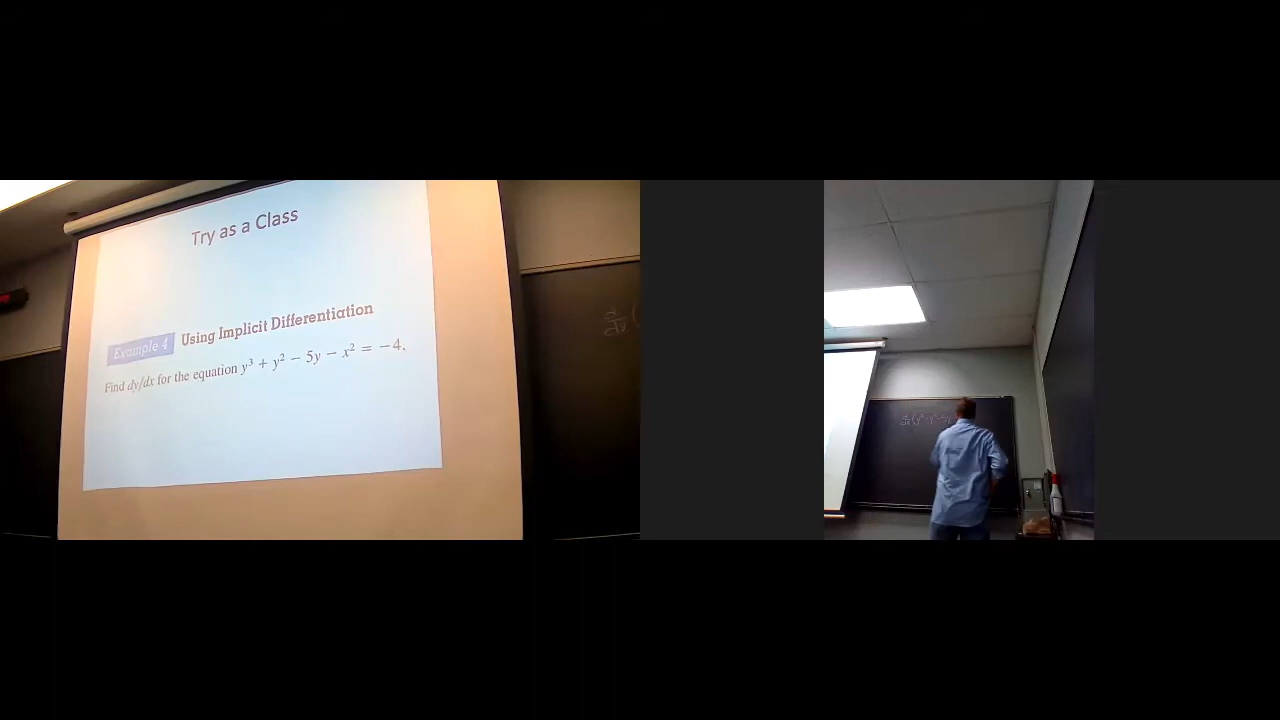 Try as a Class
Example 4 Using Implicit Differentiation
Find dy/dx for the equation y³ + y² − 5y − x² = −4.
d/dx (